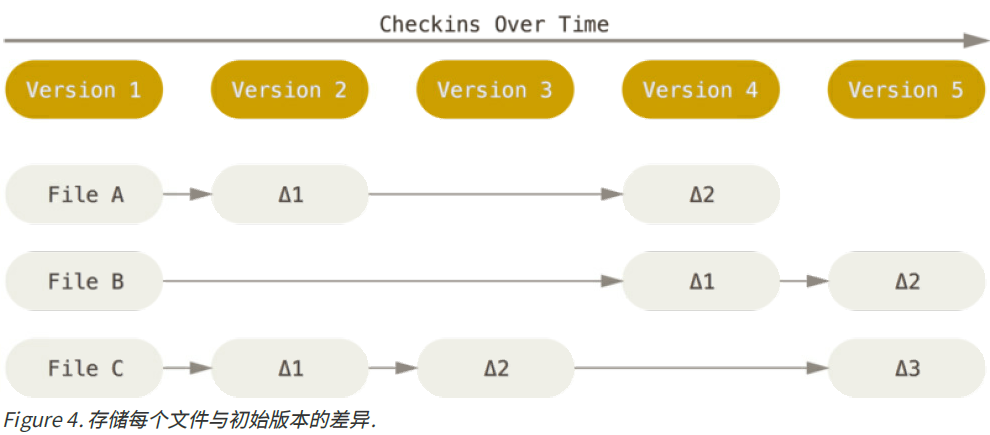 Checkins Over Time
Version 1 Version 2 Version 3 Version 4 Version 5
File A Δ1 Δ2
File B Δ1 Δ2
File C Δ1 Δ2 Δ3
Figure 4. 存储每个文件与初始版本的差异.